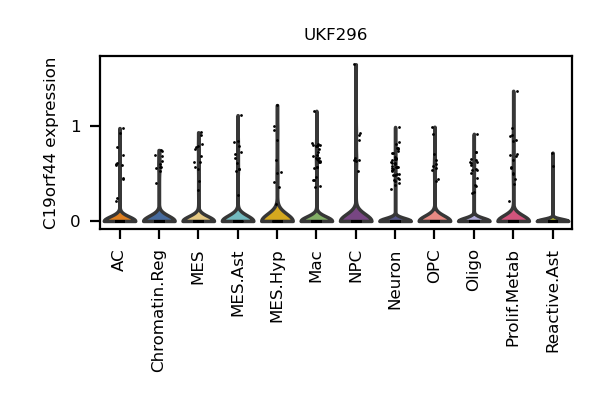 UKF296
C19orf44 expression
1
0
AC
Chromatin.Reg
MES
MES.Ast
MES.Hyp
Mac
NPC
Neuron
OPC
Oligo
Prolif.Metab
Reactive.Ast